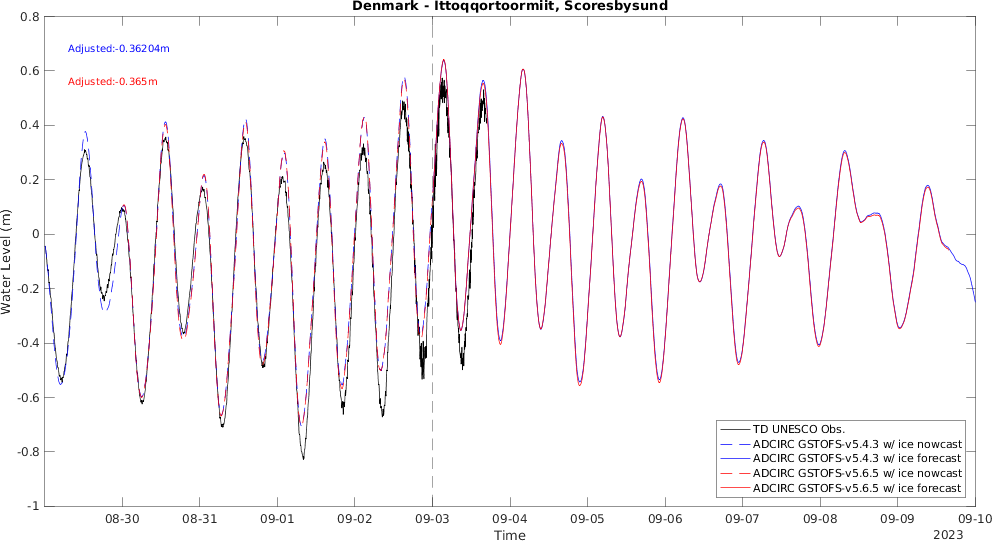 Denmark - Ittoqqortoormiit, Scoresbysund
0.8
0.6
0.4
0.2
0
-0.2
-0.4
-0.6
-0.8
-1
Water Level (m)
Adjusted:-0.36204m
Adjusted:-0.365m
TD UNESCO Obs.
ADCIRC GSTOFS-v5.4.3 w/ ice nowcast
ADCIRC GSTOFS-v5.4.3 w/ ice forecast
ADCIRC GSTOFS-v5.6.5 w/ ice nowcast
ADCIRC GSTOFS-v5.6.5 w/ ice forecast
08-30 08-31 09-01 09-02 09-03 09-04 09-05 09-06 09-07 09-08 09-09 09-10
Time
2023